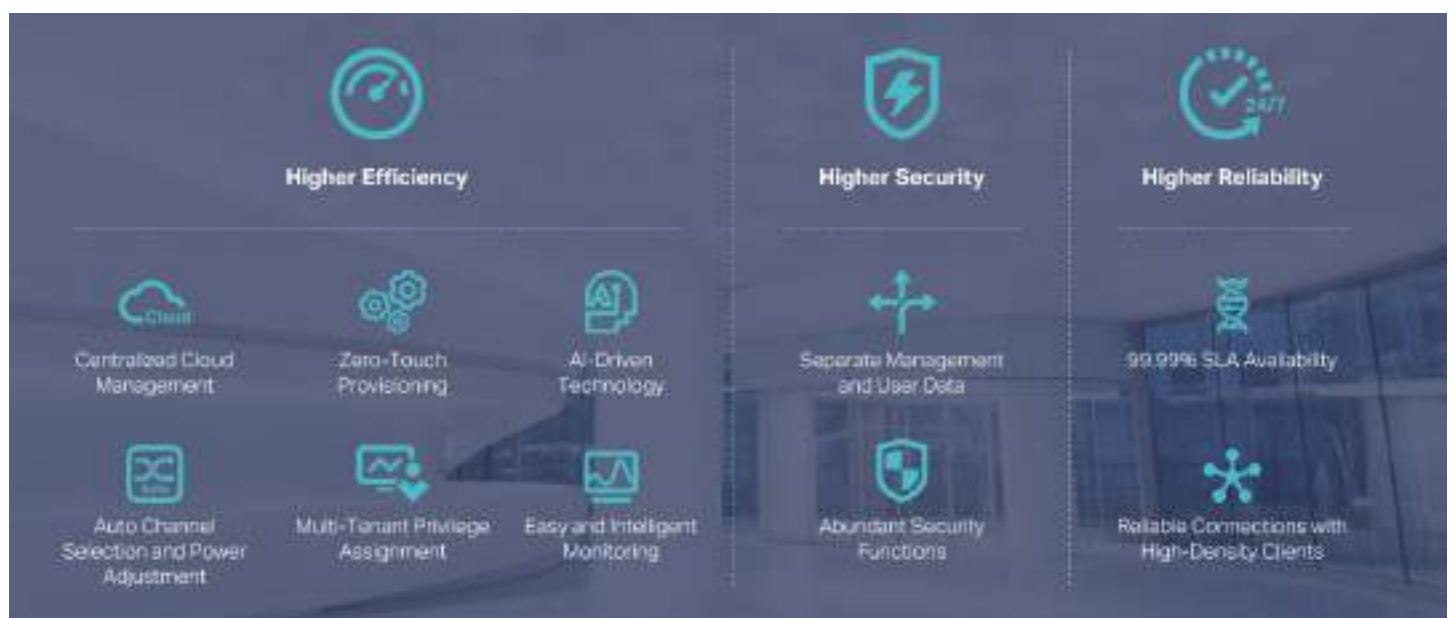 24/7
Higher Efficiency
Higher Security
Higher Reliability
Cloud
AI
Centralized Cloud
Management
Zero-Touch
Provisioning
AI-Driven
Technology
Separate Management
and User Data
99.99% SLA Availability
Auto Channel
Selection and Power
Adjustment
Multi-Tenant Privilege
Assignment
Easy and Intelligent
Monitoring
Abundant Security
Functions
Reliable Connections with
High-Density Clients